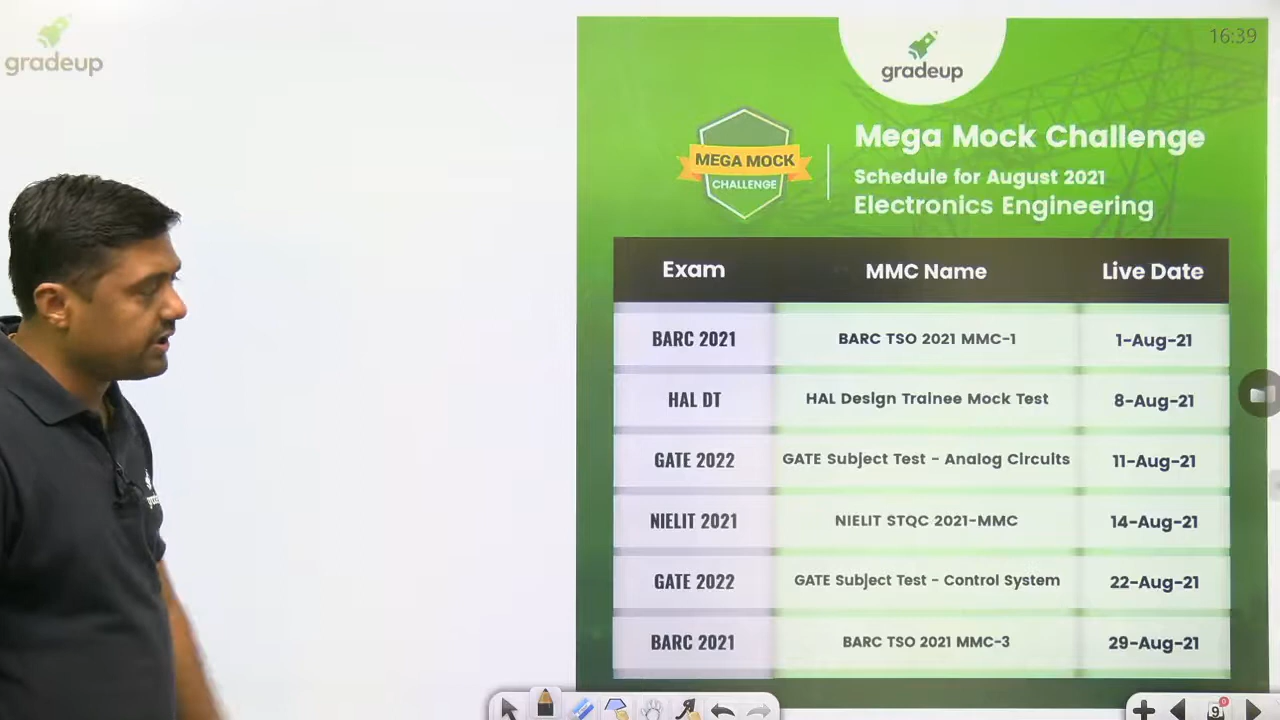 gradeup
gradeup
16:39
MEGA MOCK
CHALLENGE
Mega Mock Challenge
Schedule for August 2021
Electronics Engineering
Exam MMC Name Live Date
BARC 2021 BARC TSO 2021 MMC-1 1-Aug-21
HAL DT HAL Design Trainee Mock Test 8-Aug-21
GATE 2022 GATE Subject Test - Analog Circuits 11-Aug-21
NIELIT 2021 NIELIT STQC 2021-MMC 14-Aug-21
GATE 2022 GATE Subject Test - Control System 22-Aug-21
BARC 2021 BARC TSO 2021 MMC-3 29-Aug-21
9